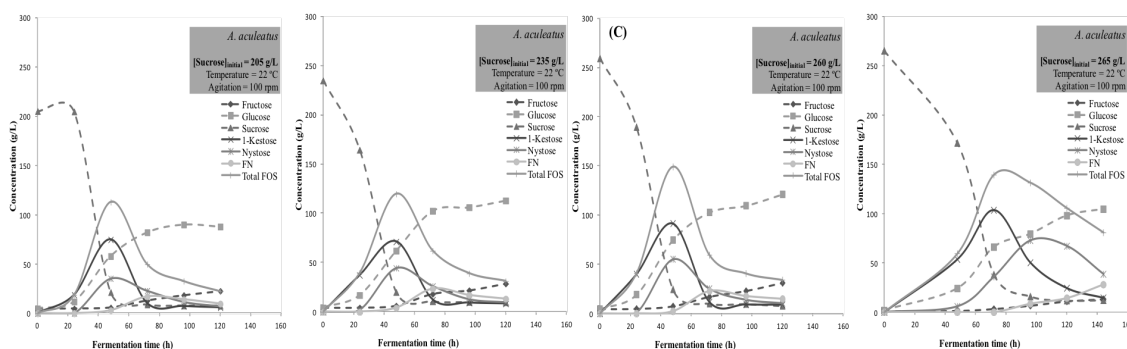 A. aculeatus
[Sucrose]initial = 205 g/L
Temperature = 22 ºC
Agitation = 100 rpm
Fructose
Glucose
Sucrose
1-Kestose
Nystose
FN
Total FOS
Concentration (g/L)
300
250
200
150
100
50
0
0 20 40 60 80 100 120 140 160
Fermentation time (h)
A. aculeatus
[Sucrose]initial = 235 g/L
Temperature = 22 ºC
Agitation = 100 rpm
Fructose
Glucose
Sucrose
1-Kestose
Nystose
FN
Total FOS
Concentration (g/L)
300
250
200
150
100
50
0
0 20 40 60 80 100 120 140 160
Fermentation time (h)
(C)
A. aculeatus
[Sucrose]initial = 260 g/L
Temperature = 22 ºC
Agitation = 100 rpm
Fructose
Glucose
Sucrose
1-Kestose
Nystose
FN
Total FOS
Concentration (g/L)
300
250
200
150
100
50
0
0 20 40 60 80 100 120 140 160
Fermentation time (h)
A. aculeatus
[Sucrose]initial = 265 g/L
Temperature = 22 ºC
Agitation = 100 rpm
Fructose
Glucose
Sucrose
1-Kestose
Nystose
FN
Total FOS
Concentration (g/L)
300
250
200
150
100
50
0
0 20 40 60 80 100 120 140 160
Fermentation time (h)